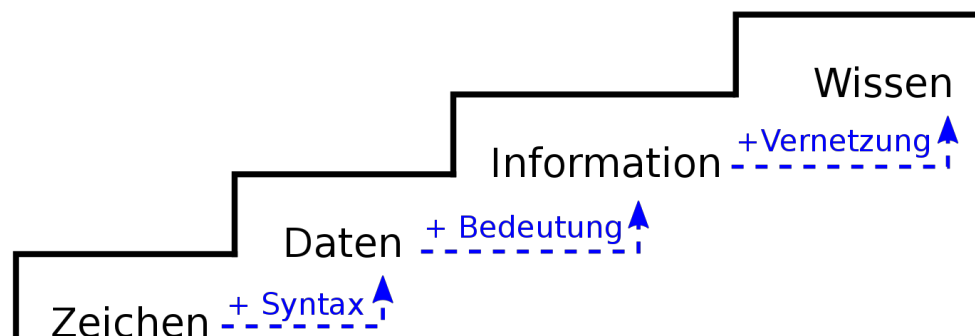 Wissen
+Vernetzung
Information
+ Bedeutung
Daten
+ Syntax
Zeichen